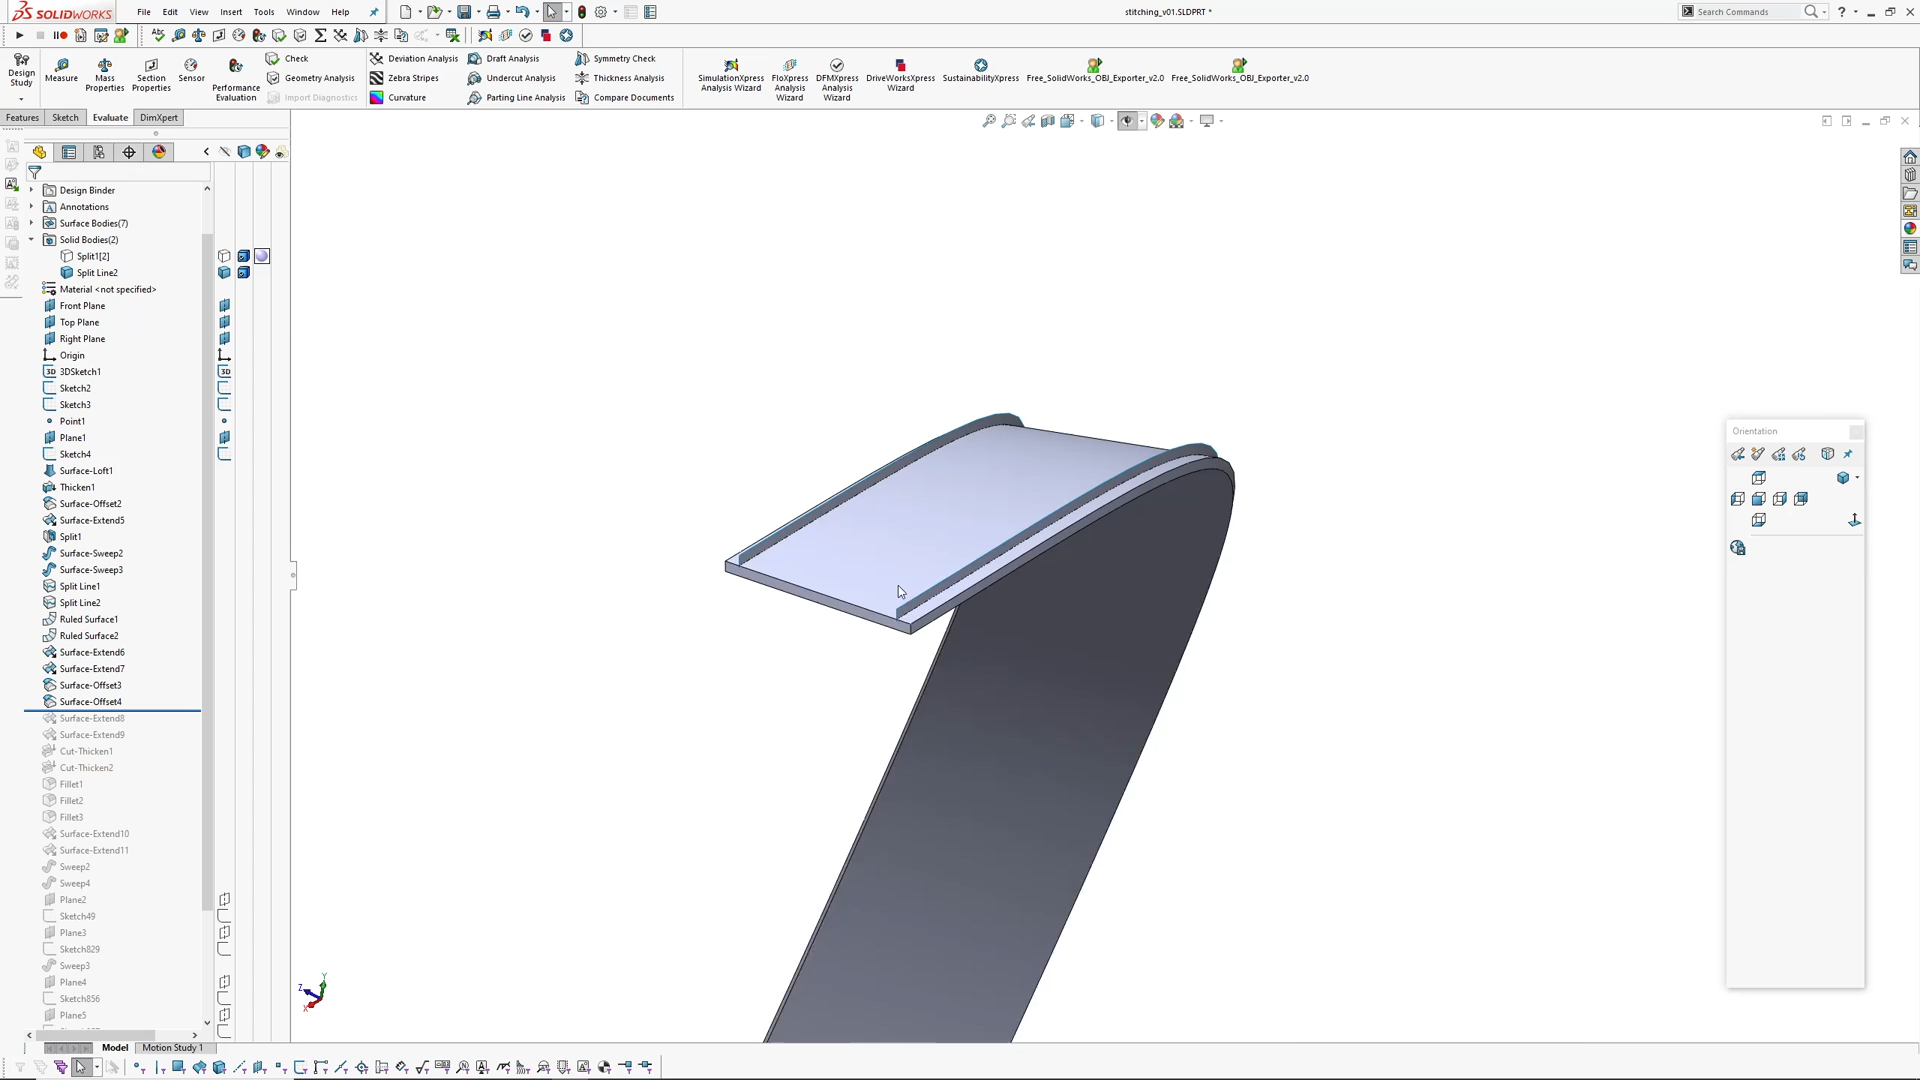 SOLIDWORKS
File Edit View Insert Tools Window Help
stitching_v01.SLDPRT *
Search Commands
Design Study
Measure
Mass Properties
Section Properties
Sensor
Performance Evaluation
Check
Geometry Analysis
Import Diagnostics
Deviation Analysis
Zebra Stripes
Curvature
Draft Analysis
Undercut Analysis
Parting Line Analysis
Symmetry Check
Thickness Analysis
Compare Documents
SimulationXpress Analysis Wizard
FloXpress Analysis Wizard
DFMXpress Analysis Wizard
DriveWorksXpress Wizard
SustainabilityXpress
Free_SolidWorks_OBJ_Exporter_v2.0
Free_SolidWorks_OBJ_Exporter_v2.0
Features Sketch Evaluate DimXpert
Design Binder
Annotations
Surface Bodies(7)
Solid Bodies(2)
Split1[2]
Split Line2
Material <not specified>
Front Plane
Top Plane
Right Plane
Origin
3DSketch1
Sketch2
Sketch3
Point1
Plane1
Sketch4
Surface-Loft1
Thicken1
Surface-Offset2
Surface-Extend5
Split1
Surface-Sweep2
Surface-Sweep3
Split Line1
Split Line2
Ruled Surface1
Ruled Surface2
Surface-Extend6
Surface-Extend7
Surface-Offset3
Surface-Offset4
Surface-Extend8
Surface-Extend9
Cut-Thicken1
Cut-Thicken2
Fillet1
Fillet2
Fillet3
Surface-Extend10
Surface-Extend11
Sweep2
Sweep4
Plane2
Sketch49
Plane3
Sketch829
Sweep3
Plane4
Sketch856
Plane5
Orientation
Y
Z
X
Model Motion Study 1